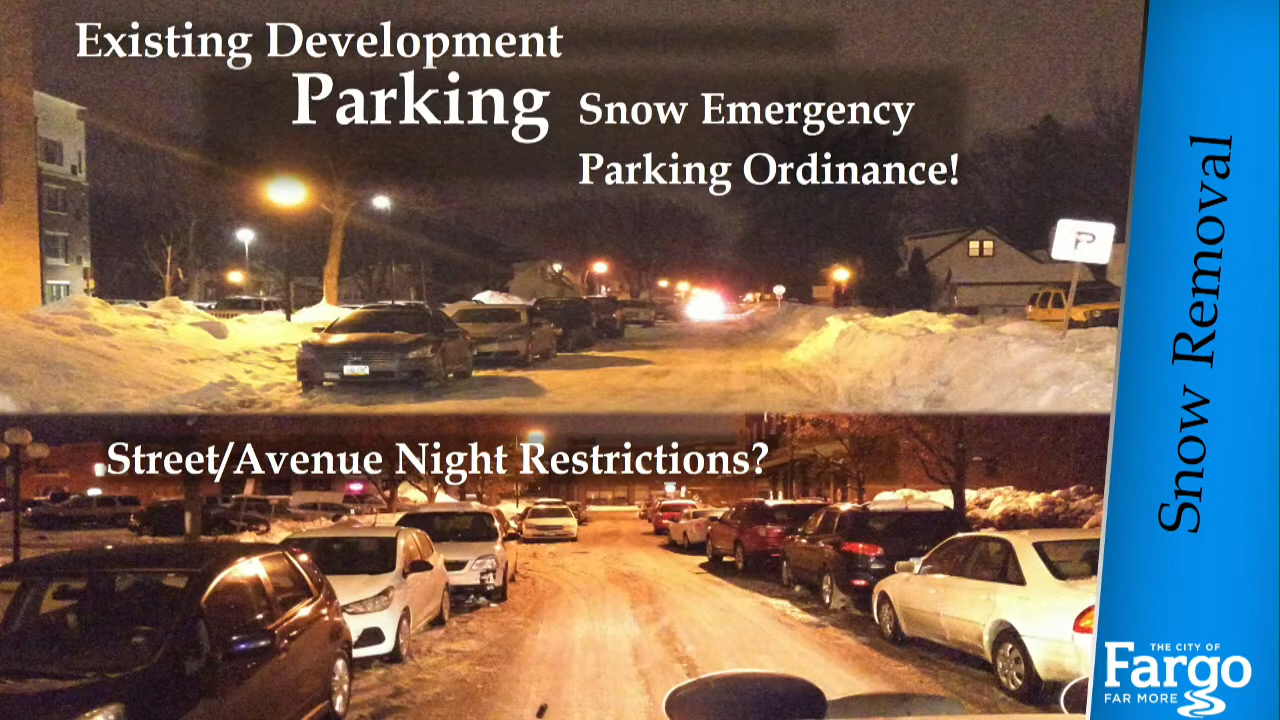 Existing Development
Parking
Snow Emergency
Parking Ordinance!
P
Street/Avenue Night Restrictions?
Snow Removal
THE CITY OF
Fargo
FAR MORE